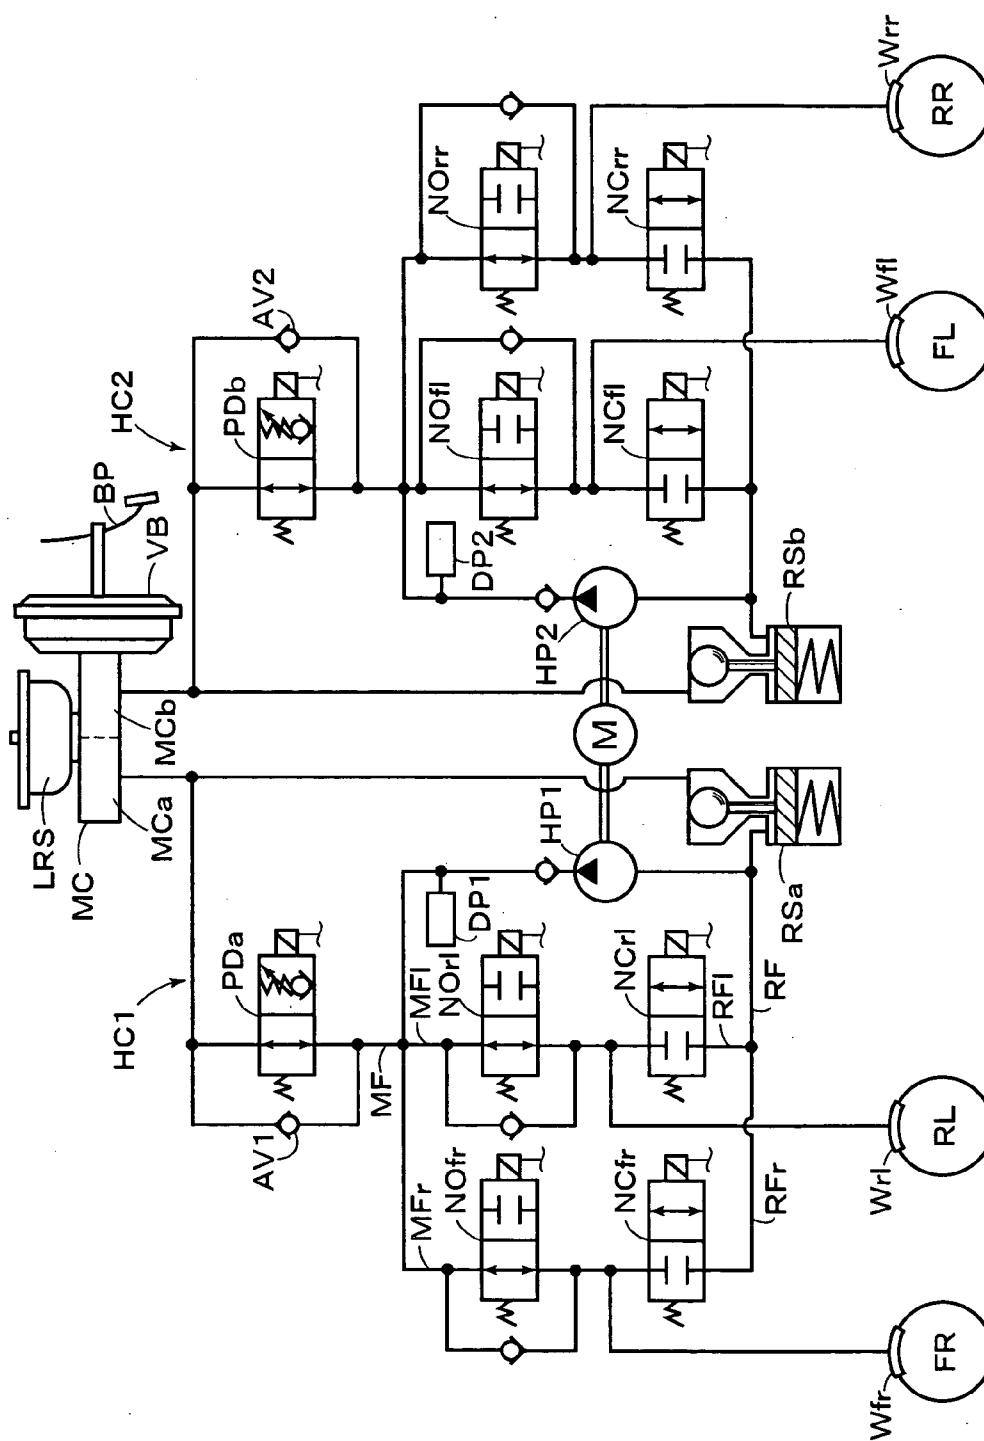 BP
VB
LRS
MC
MCa
MCb
HC1
HC2
PDa
PDb
AV1
AV2
MF
MFr
MFl
NOfr
NOrl
NOfl
NOrr
DP1
DP2
HP1
M
HP2
NCfr
NCrl
NCfl
NCrr
RFl
RF
RFr
RSa
RSb
Wfr
FR
Wrl
RL
Wfl
FL
Wrr
RR